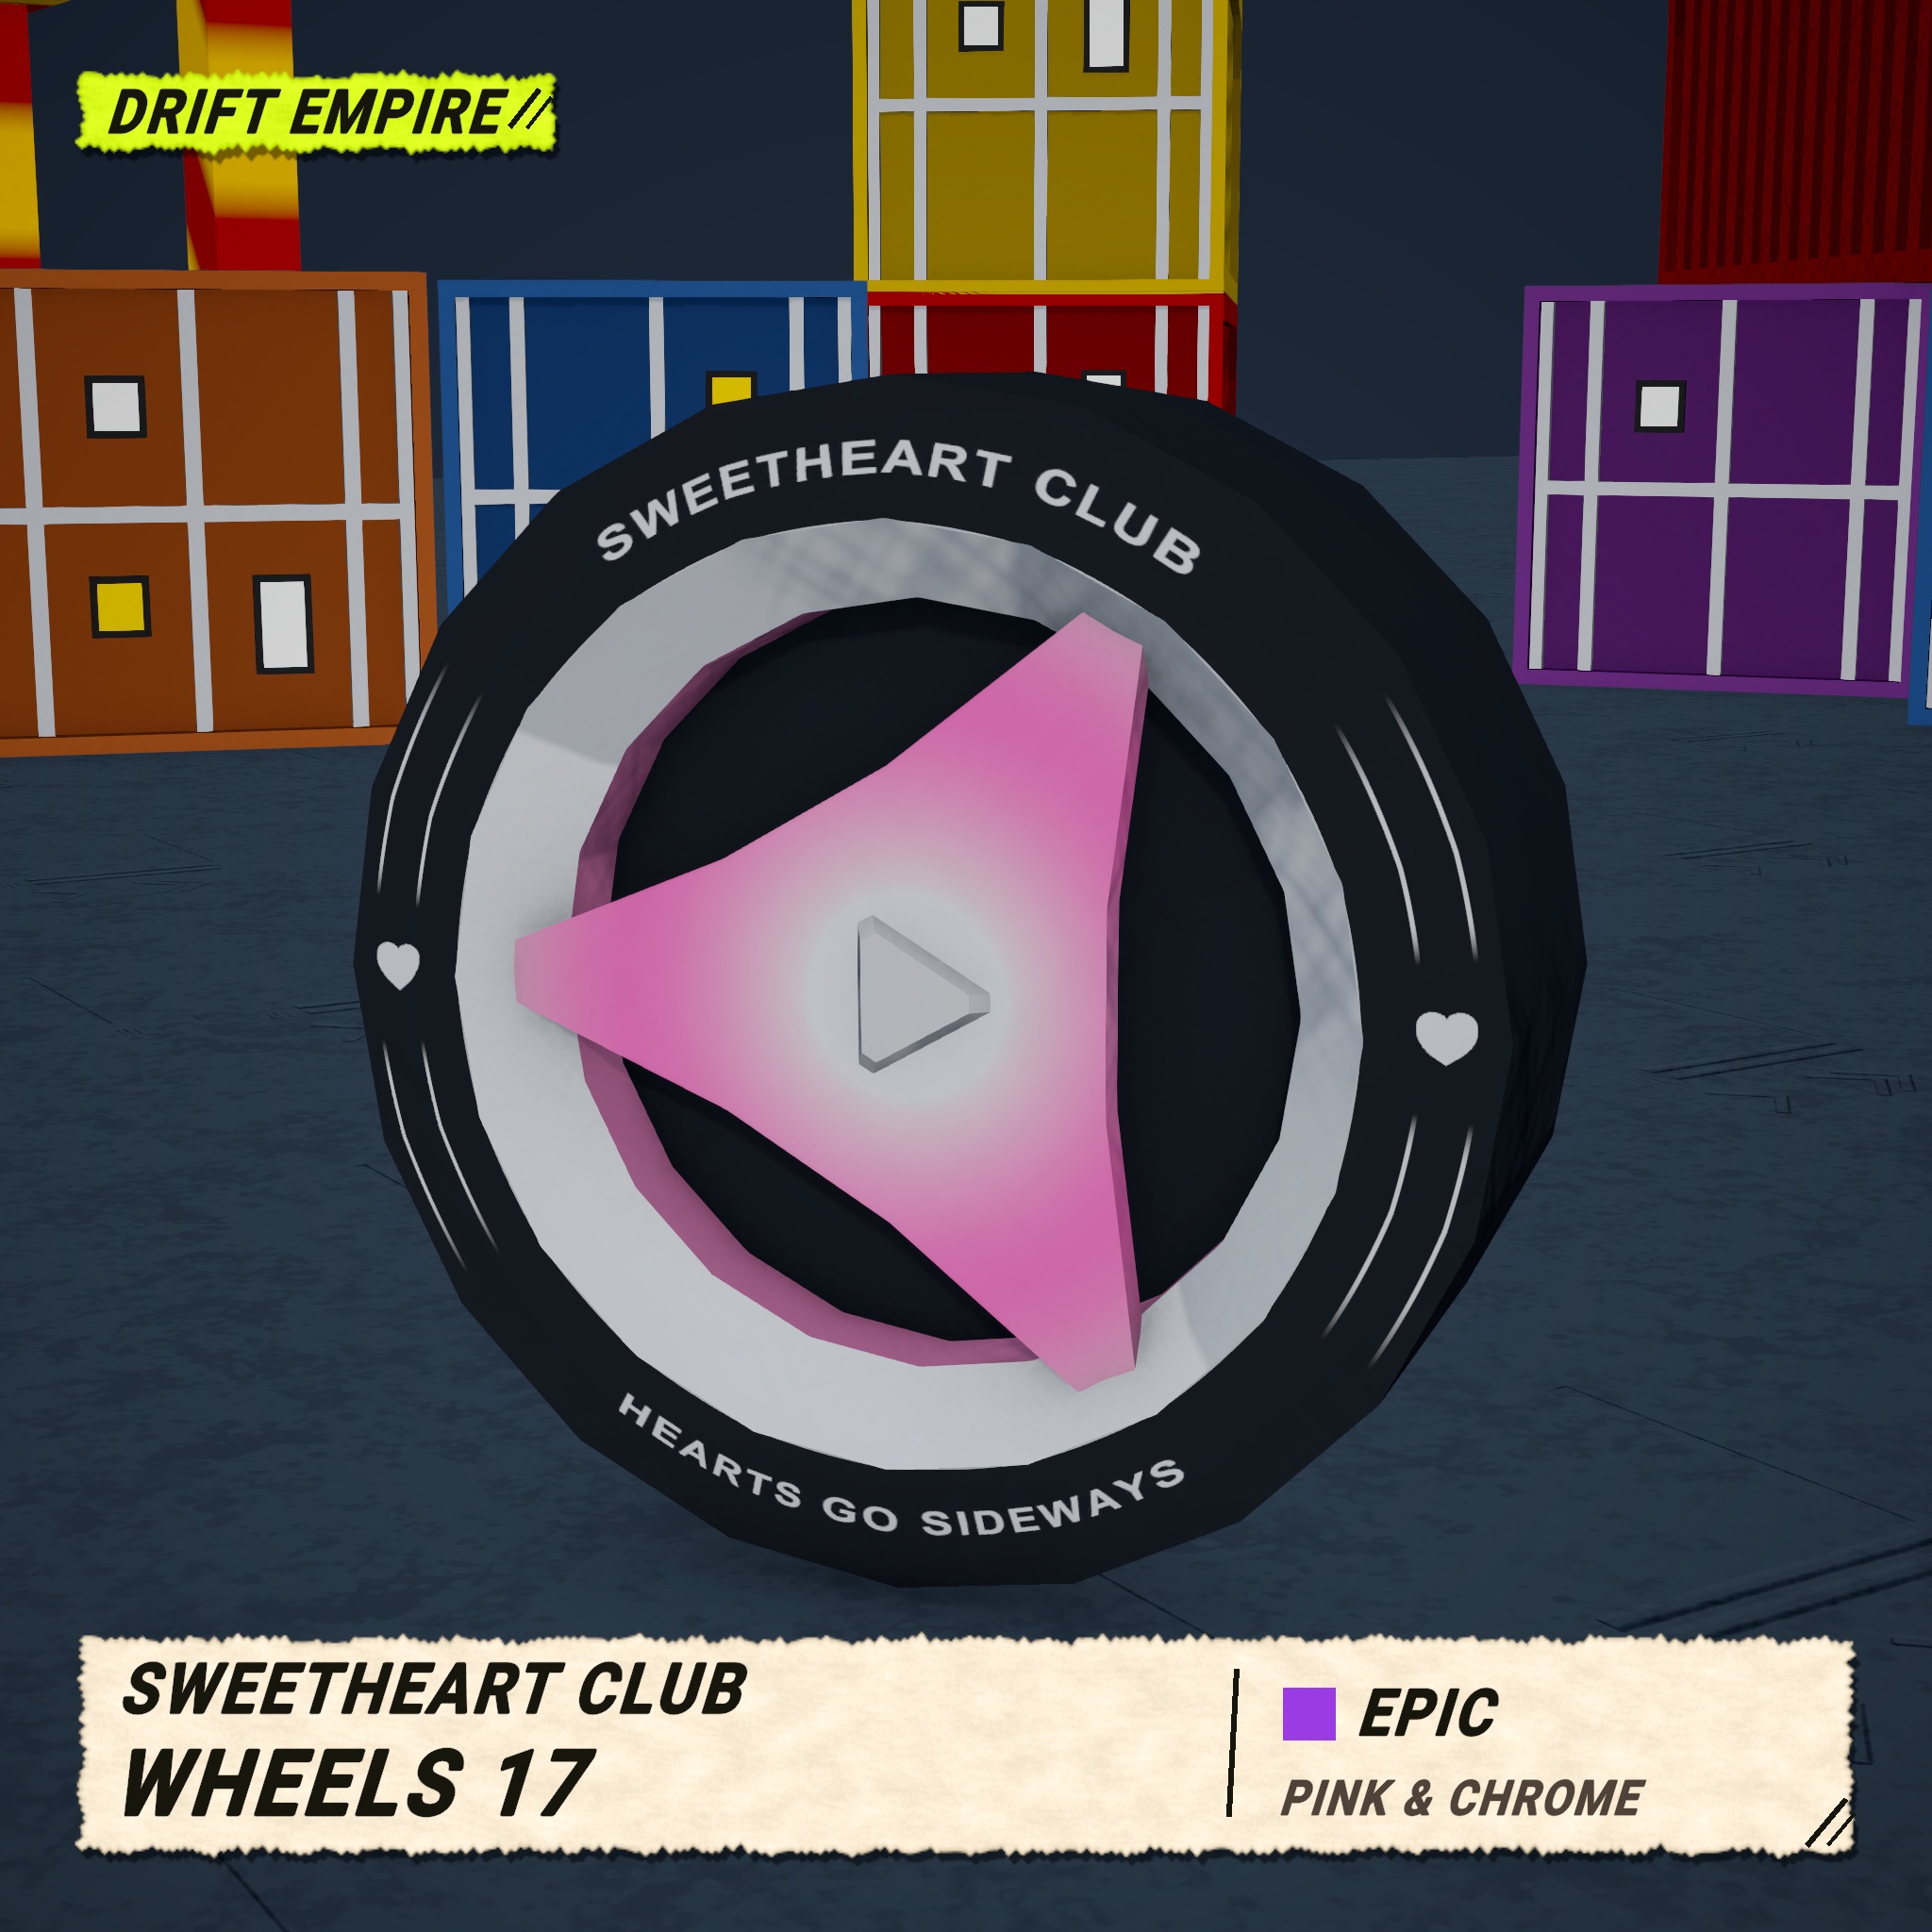 DRIFT EMPIRE//
SWEETHEART CLUB
HEARTS GO SIDEWAYS
SWEETHEART CLUB
WHEELS 17
EPIC
PINK & CHROME